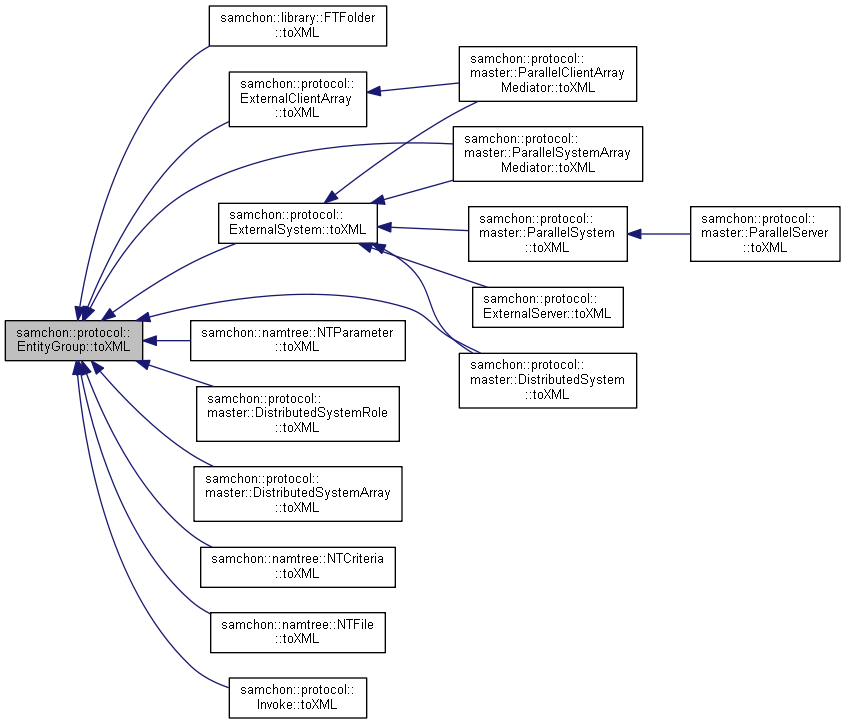 samchon::library::FTFolder
::toXML
samchon::protocol::
ExternalClientArray
::toXML
samchon::protocol::
master::ParallelClientArray
Mediator::toXML
samchon::protocol::
master::ParallelSystemArray
Mediator::toXML
samchon::protocol::
ExternalSystem::toXML
samchon::protocol::
master::ParallelSystem
::toXML
samchon::protocol::
master::ParallelServer
::toXML
samchon::protocol::
ExternalServer::toXML
samchon::protocol::
EntityGroup::toXML
samchon::namtree::NTParameter
::toXML
samchon::protocol::
master::DistributedSystem
::toXML
samchon::protocol::
master::DistributedSystemRole
::toXML
samchon::protocol::
master::DistributedSystemArray
::toXML
samchon::namtree::NTCriteria
::toXML
samchon::namtree::NTFile
::toXML
samchon::protocol::
Invoke::toXML